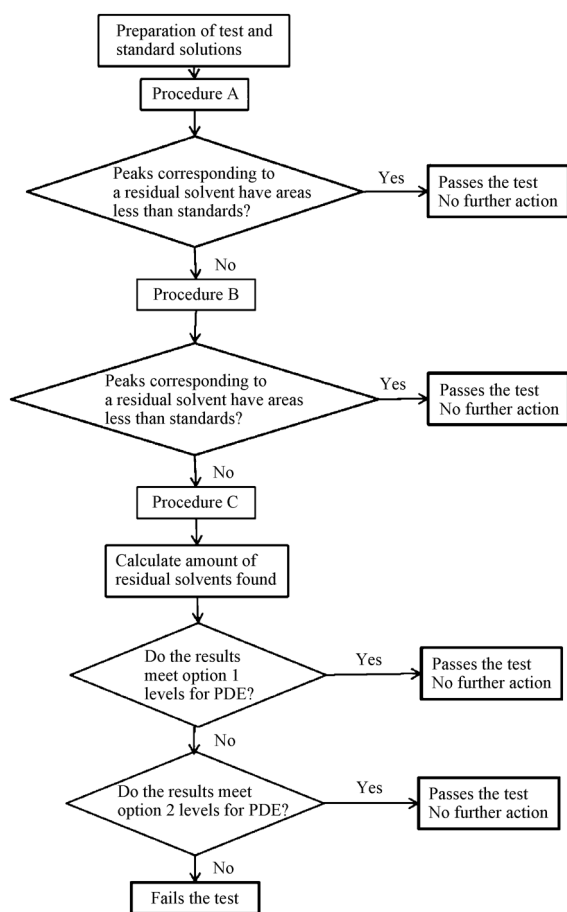 Preparation of test and
standard solutions
Procedure A
Peaks corresponding to
a residual solvent have areas
less than standards?
Yes
Passes the test
No further action
No
Procedure B
Peaks corresponding to
a residual solvent have areas
less than standards?
Yes
Passes the test
No further action
No
Procedure C
Calculate amount of
residual solvents found
Do the results
meet option 1
levels for PDE?
Yes
Passes the test
No further action
No
Do the results meet
option 2 levels for PDE?
Yes
Passes the test
No further action
No
Fails the test